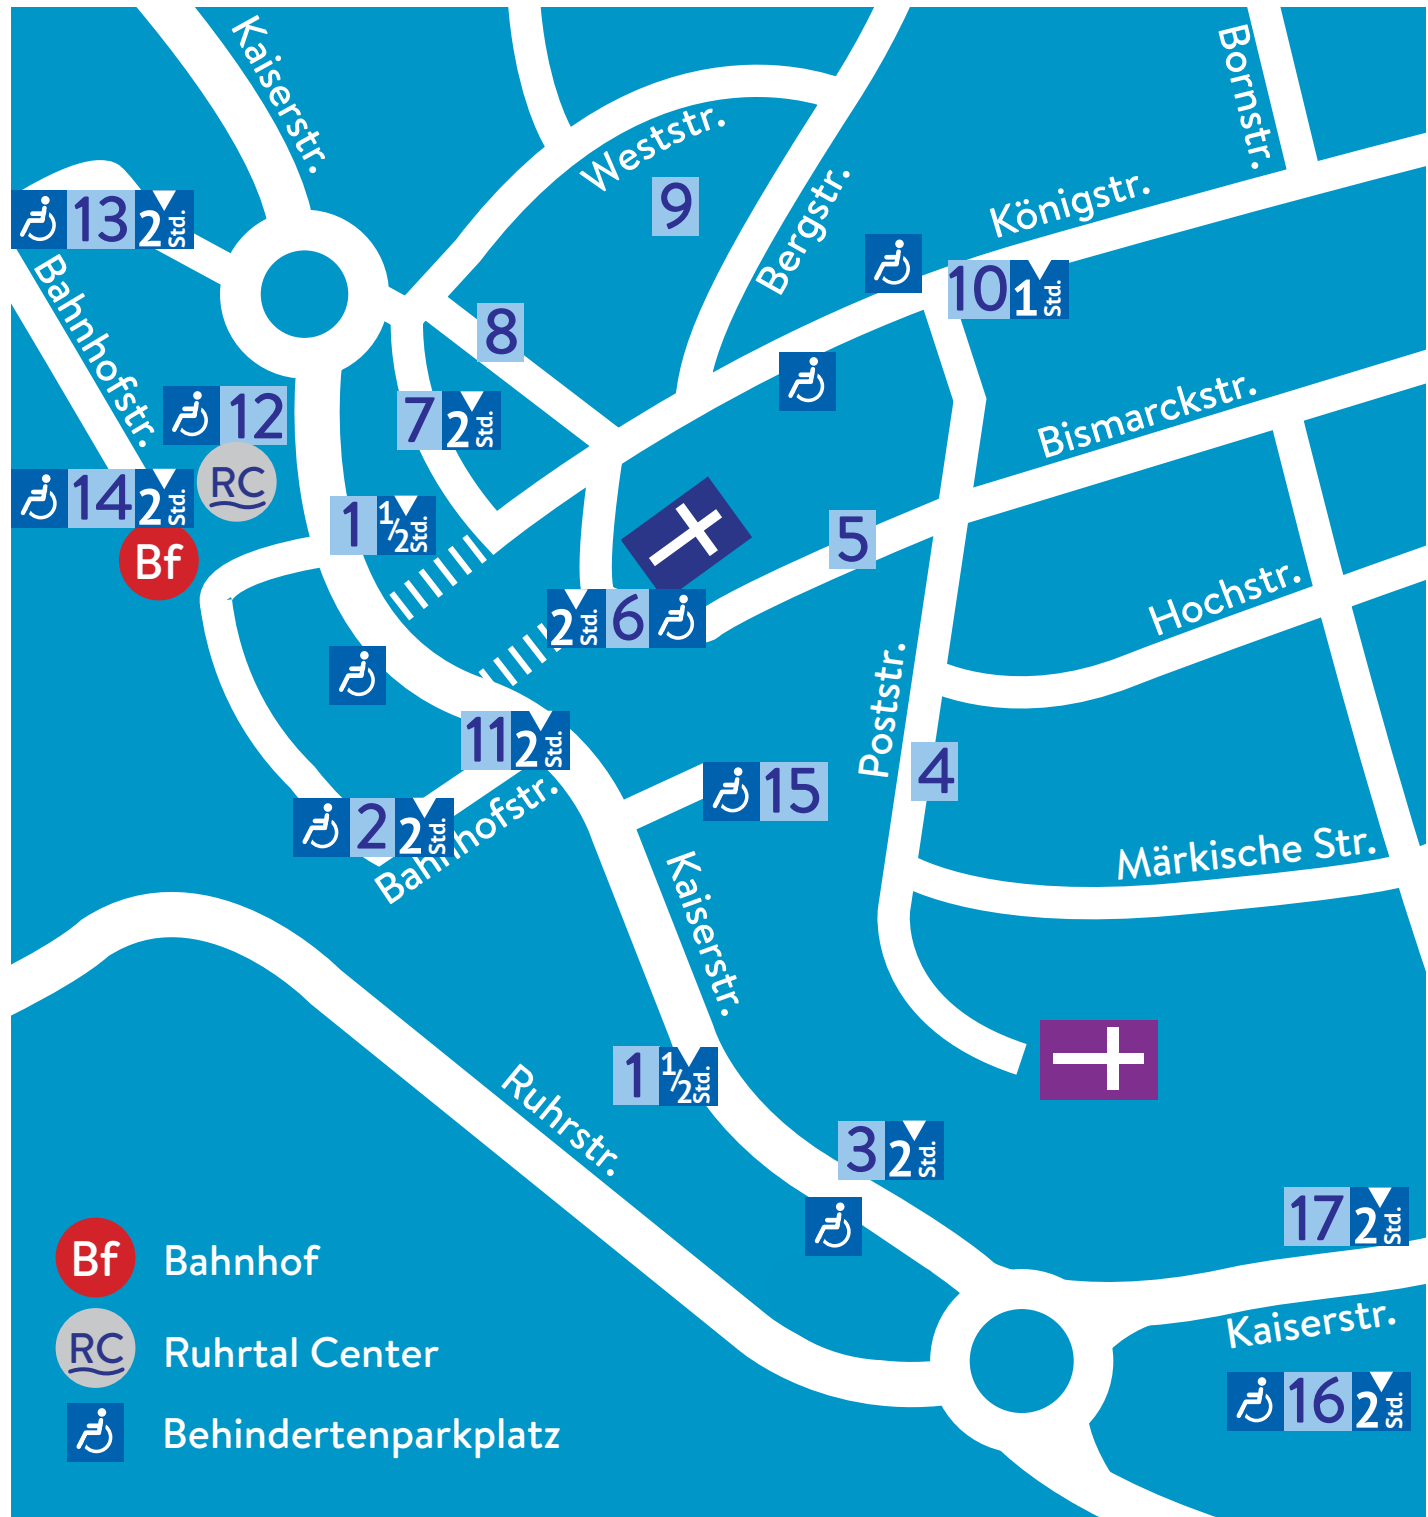 Kaiserstr.
Bornstr.
Weststr.
9
Bergstr.
Königstr.
13 2 Std.
Bahnhofstr.
10 1 Std.
8
12
7 2 Std.
Bismarckstr.
RC
14 2 Std.
1 1/2 Std.
5
Bf
Hochstr.
2 Std. 6
Poststr.
11 2 Std.
4
15
2 2 Std.
Bahnhofstr.
Märkische Str.
Kaiserstr.
1 1/2 Std.
Ruhrstr.
3 2 Std.
17 2 Std.
Kaiserstr.
16 2 Std.
Bf Bahnhof
RC Ruhrtal Center
Behindertenparkplatz